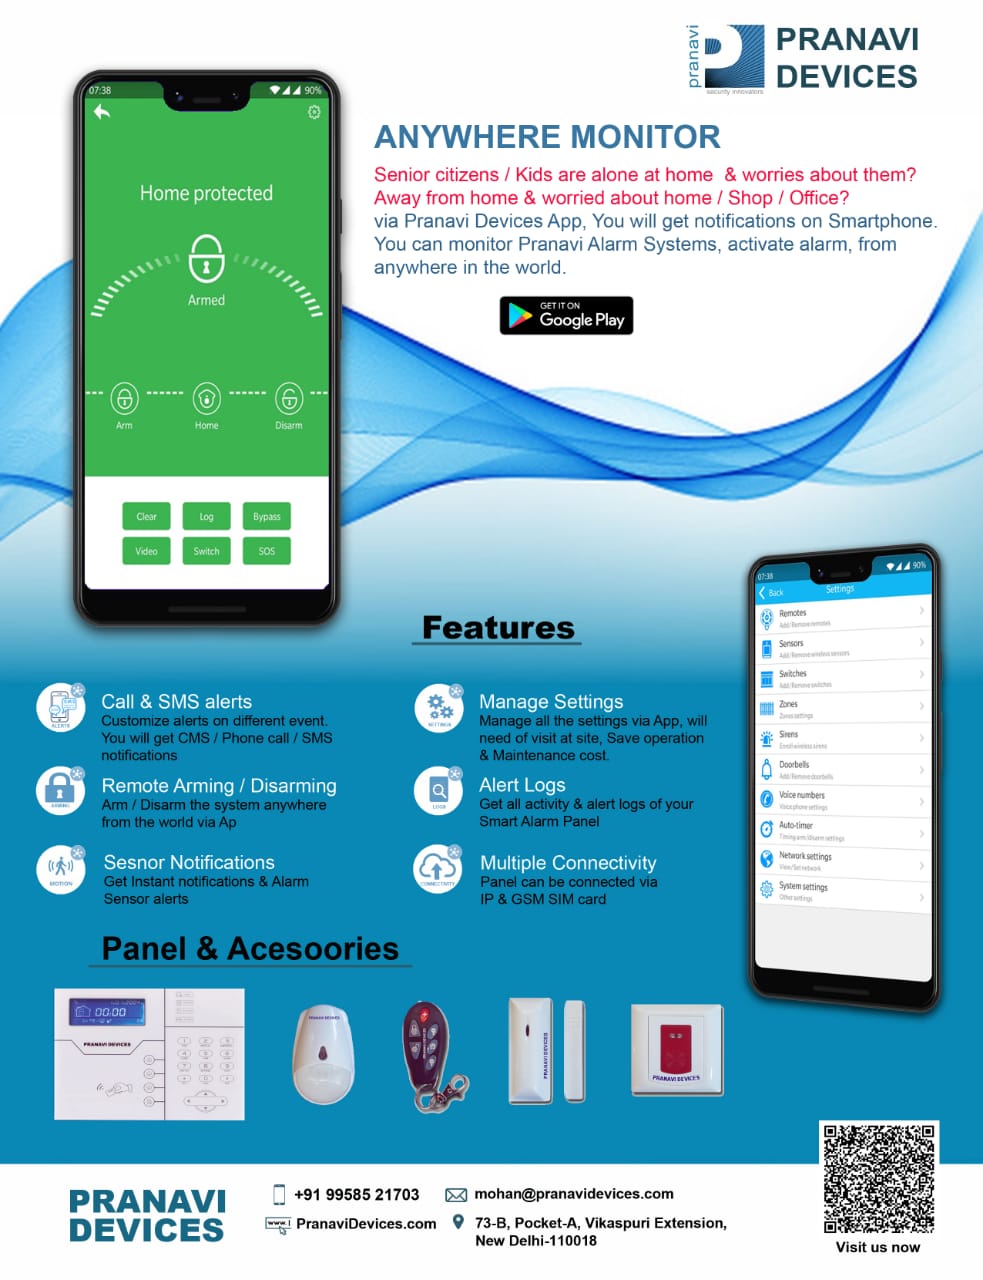 pranavi
security innovators
PRANAVI
DEVICES
07:38
90%
Home protected
Armed
Arm
Home
Disarm
Clear
Log
Bypass
Video
Switch
SOS
ANYWHERE MONITOR
Senior citizens / Kids are alone at home & worries about them?
Away from home & worried about home / Shop / Office?
via Pranavi Devices App, You will get notifications on Smartphone.
You can monitor Pranavi Alarm Systems, activate alarm, from
anywhere in the world.
GET IT ON
Google Play
Features
Call & SMS alerts
Customize alerts on different event.
You will get CMS / Phone call / SMS
notifications
Remote Arming / Disarming
Arm / Disarm the system anywhere
from the world via Ap
MOTION
Sesnor Notifications
Get Instant notifications & Alarm
Sensor alerts
SETTINGS
Manage Settings
Manage all the settings via App, will
need of visit at site, Save operation
& Maintenance cost.
LOGS
Alert Logs
Get all activity & alert logs of your
Smart Alarm Panel
CONNECTIVITY
Multiple Connectivity
Panel can be connected via
IP & GSM SIM card
07:38
90%
Back
Settings
Remotes
Add/Remove remotes
Sensors
Add/Remove wireless sensors
Switches
Add/Remove switches
Zones
Zones settings
Sirens
Enroll wireless sirens
Doorbells
Add/Remove doorbells
Voice numbers
Voice phone settings
Auto-timer
Timing arm/disarm settings
Network settings
View/Set network
System settings
Other settings
Panel & Acesoories
00:00
PRANAVI DEVICES
PRANAVI DEVICES
PRANAVI DEVICES
PRANAVI DEVICES
PRANAVI
DEVICES
+91 99585 21703
mohan@pranavidevices.com
www.
PranaviDevices.com
73-B, Pocket-A, Vikaspuri Extension,
New Delhi-110018
Visit us now